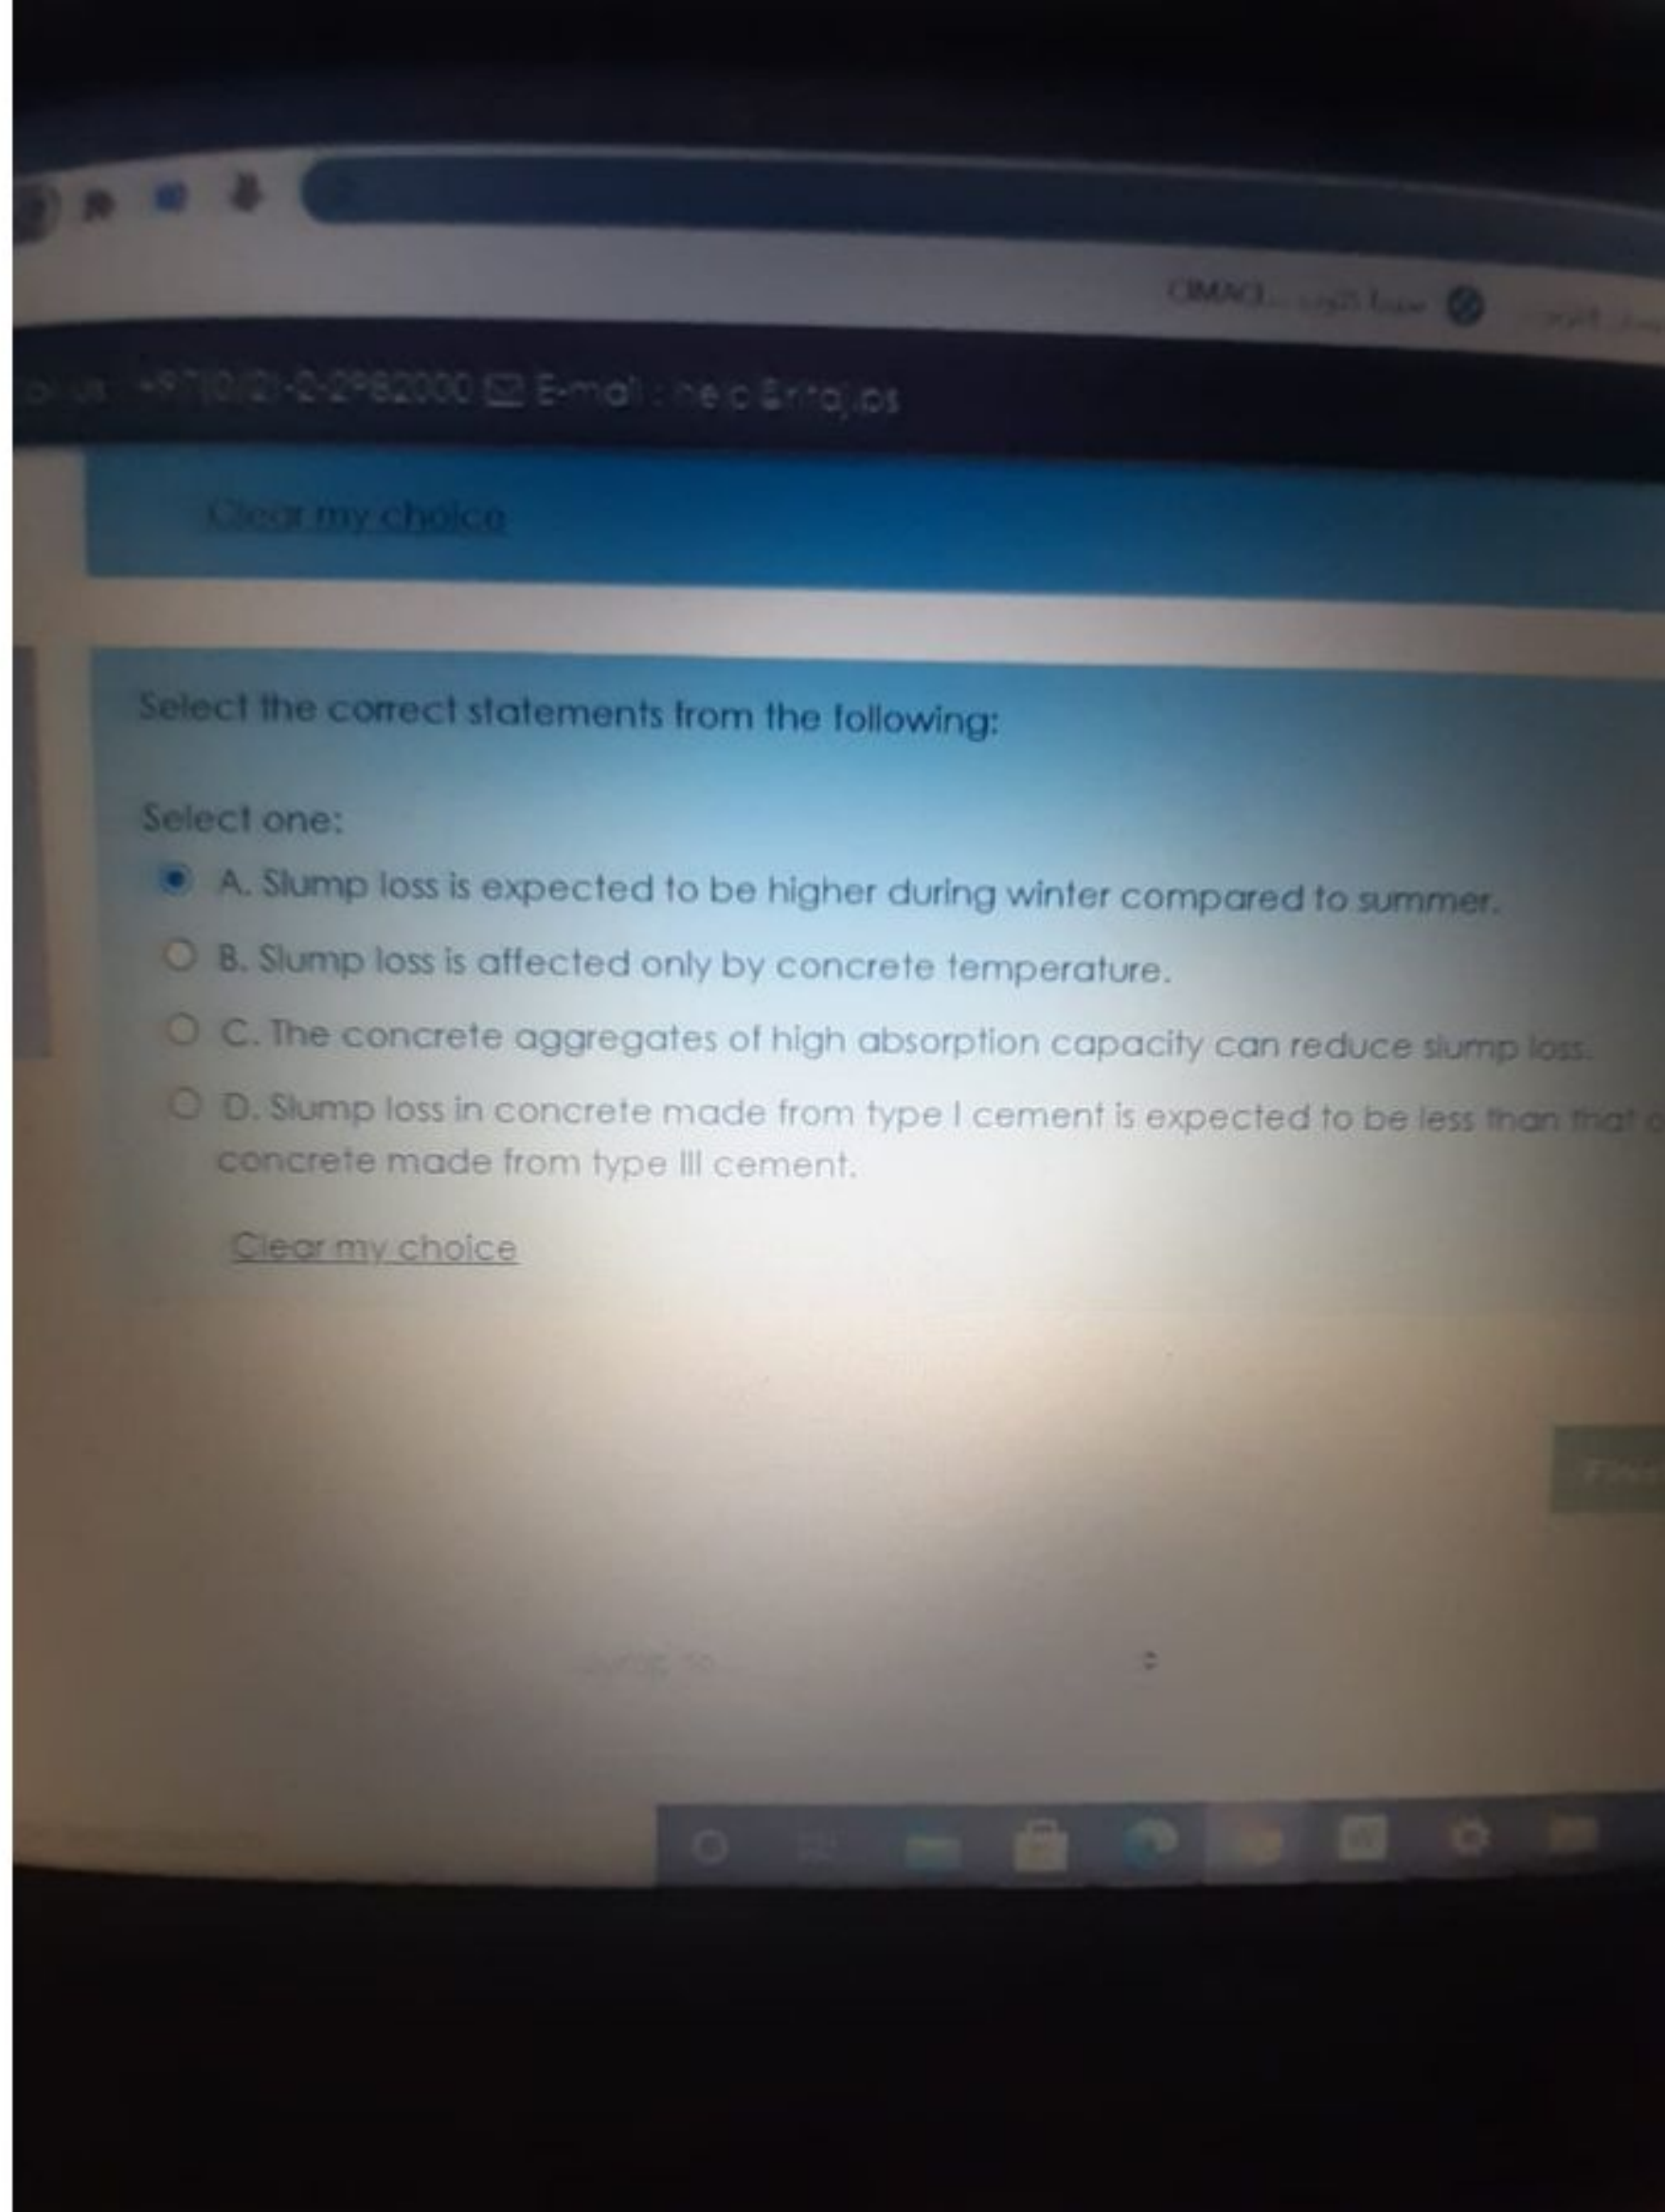 E-mail :
Clear my choice
Select the correct statements from the following:
Select one:
A. Slump loss is expected to be higher during winter compared to summer.
B. Slump loss is affected only by concrete temperature.
C. The concrete aggregates of high absorption capacity can reduce slump loss.
D. Slump loss in concrete made from type I cement is expected to be less than that
concrete made from type III cement.
Clear my choice